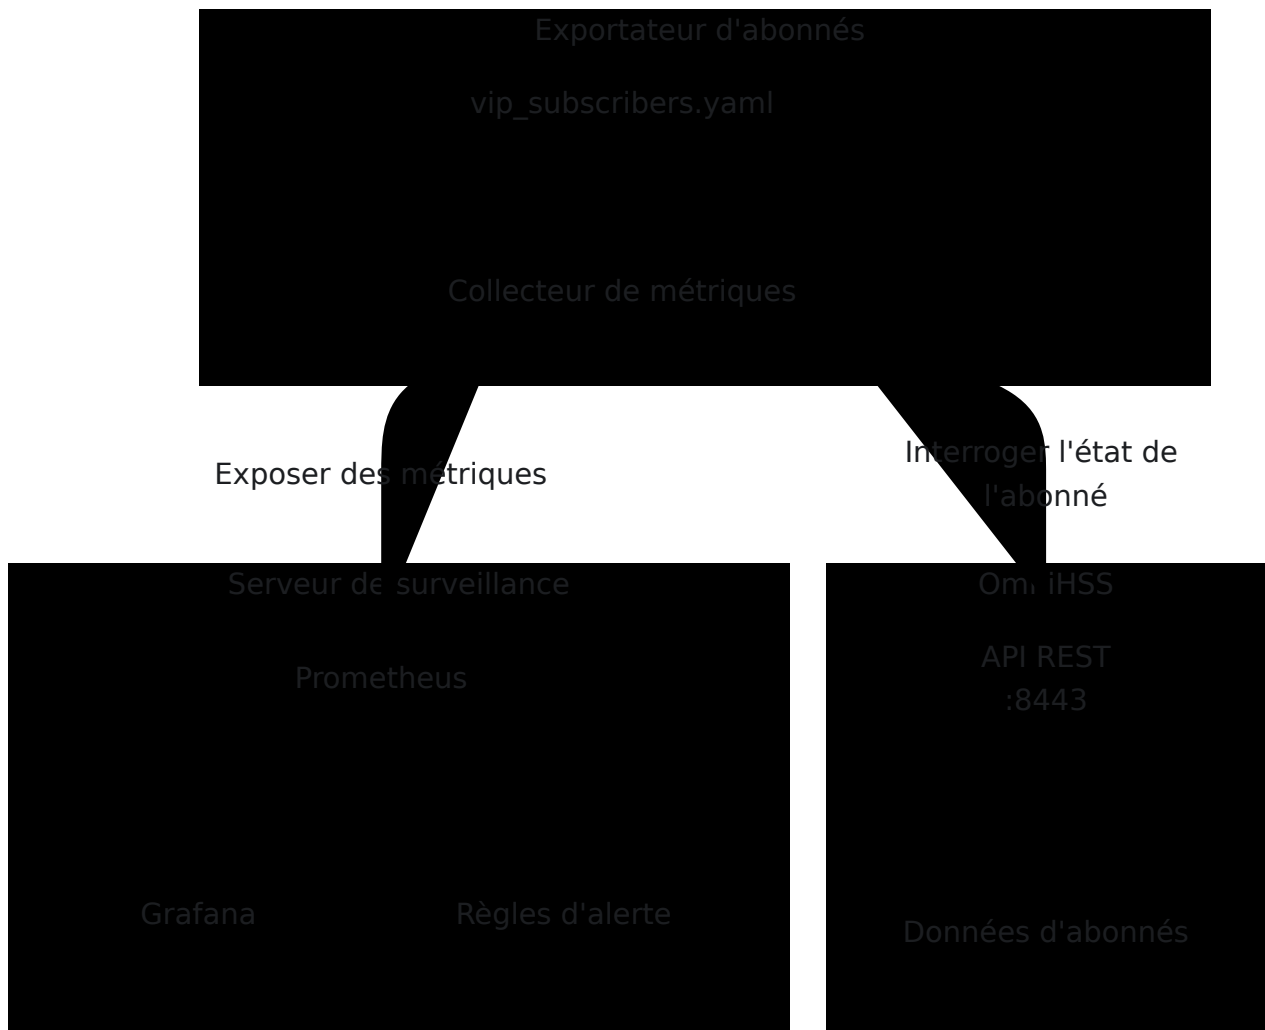 Exportateur d'abonnés
vip_subscribers.yaml
Collecteur de métriques
Exposer des métriques
Interroger l'état de
l'abonné
Serveur de surveillance
Prometheus
Grafana
Règles d'alerte
OmniHSS
API REST
:8443
Données d'abonnés